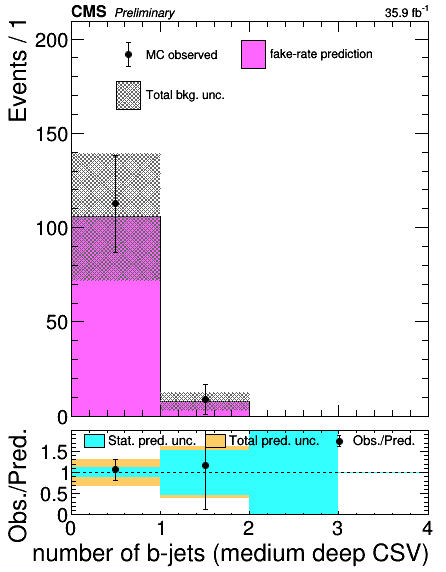 CMS Preliminary 35.9 fb⁻¹
Events / 1
MC observed
fake-rate prediction
Total bkg. unc.
200
150
100
50
0
Obs./Pred.
Stat. pred. unc.
Total pred. unc.
Obs./Pred.
1.5
1
0.5
0
0 1 2 3 4
number of b-jets (medium deep CSV)